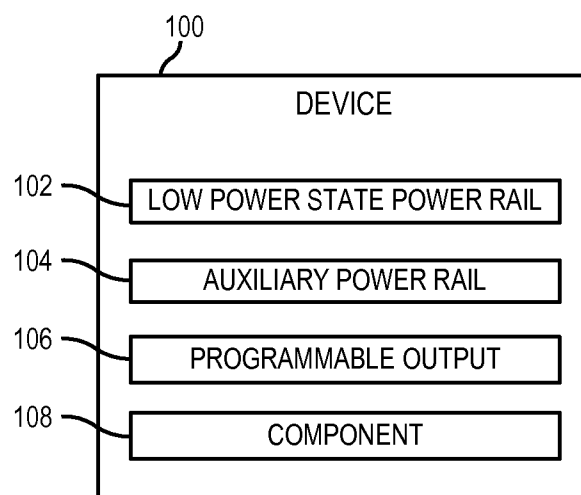 100
DEVICE
102 LOW POWER STATE POWER RAIL
104 AUXILIARY POWER RAIL
106 PROGRAMMABLE OUTPUT
108 COMPONENT